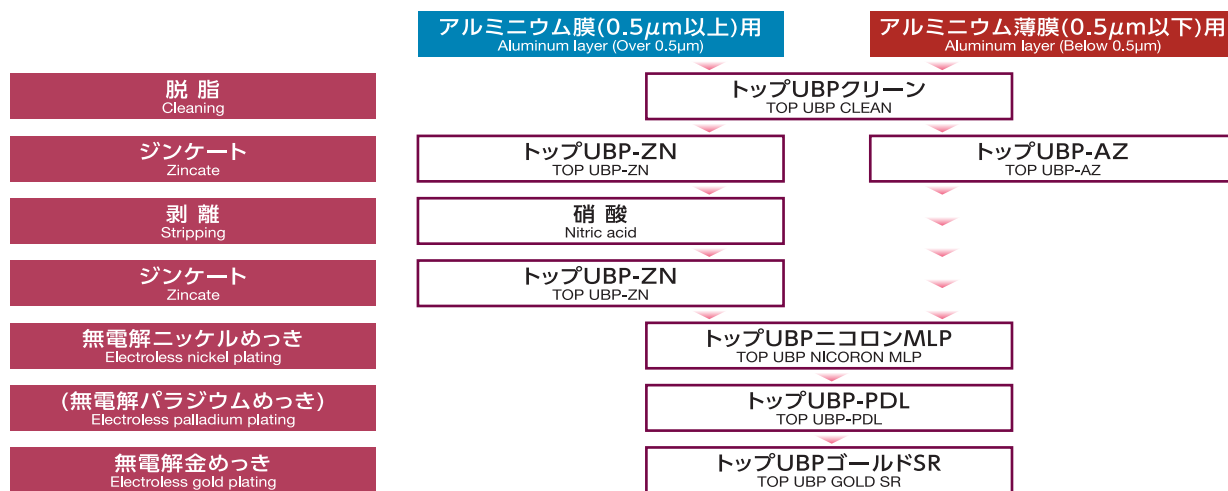 アルミニウム膜(0.5μm以上)用
Aluminum layer (Over 0.5μm)
アルミニウム薄膜(0.5μm以下)用
Aluminum layer (Below 0.5μm)
脱 脂
Cleaning
トップUBPクリーン
TOP UBP CLEAN
ジンケート
Zincate
トップUBP-ZN
TOP UBP-ZN
トップUBP-AZ
TOP UBP-AZ
剥 離
Stripping
硝 酸
Nitric acid
ジンケート
Zincate
トップUBP-ZN
TOP UBP-ZN
無電解ニッケルめっき
Electroless nickel plating
トップUBPニコロンMLP
TOP UBP NICORON MLP
(無電解パラジウムめっき)
Electroless palladium plating
トップUBP-PDL
TOP UBP-PDL
無電解金めっき
Electroless gold plating
トップUBPゴールドSR
TOP UBP GOLD SR